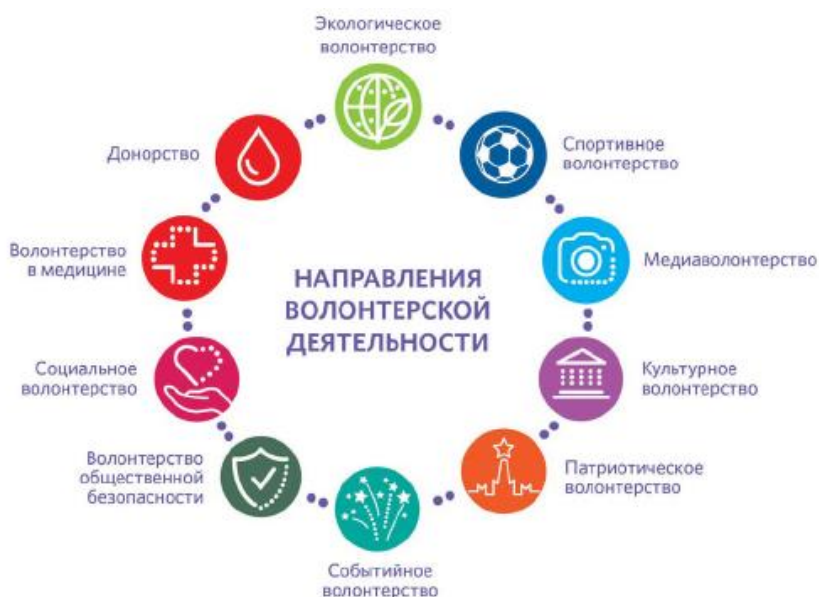 Экологическое
волонтерство
Спортивное
волонтерство
Медиаволонтерство
Культурное
волонтерство
Патриотическое
волонтерство
Событийное
волонтерство
Волонтерство
общественной
безопасности
Социальное
волонтерство
Волонтерство
в медицине
Донорство
НАПРАВЛЕНИЯ
ВОЛОНТЕРСКОЙ
ДЕЯТЕЛЬНОСТИ